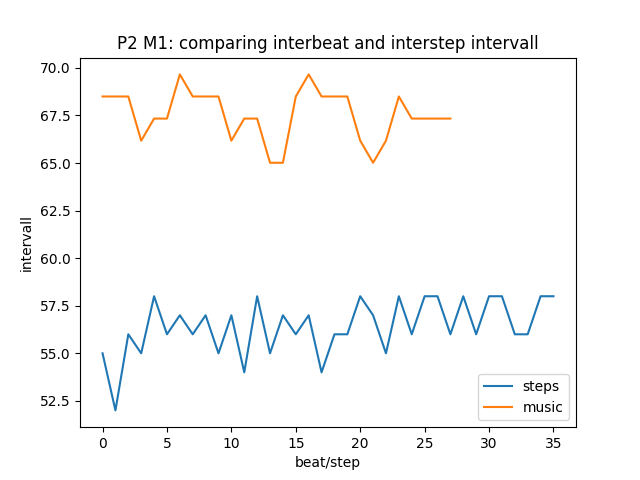 P2 M1: comparing interbeat and interstep intervall
70.0
67.5
65.0
62.5
60.0
57.5
55.0
52.5
intervall
0 5 10 15 20 25 30 35
beat/step
steps
music